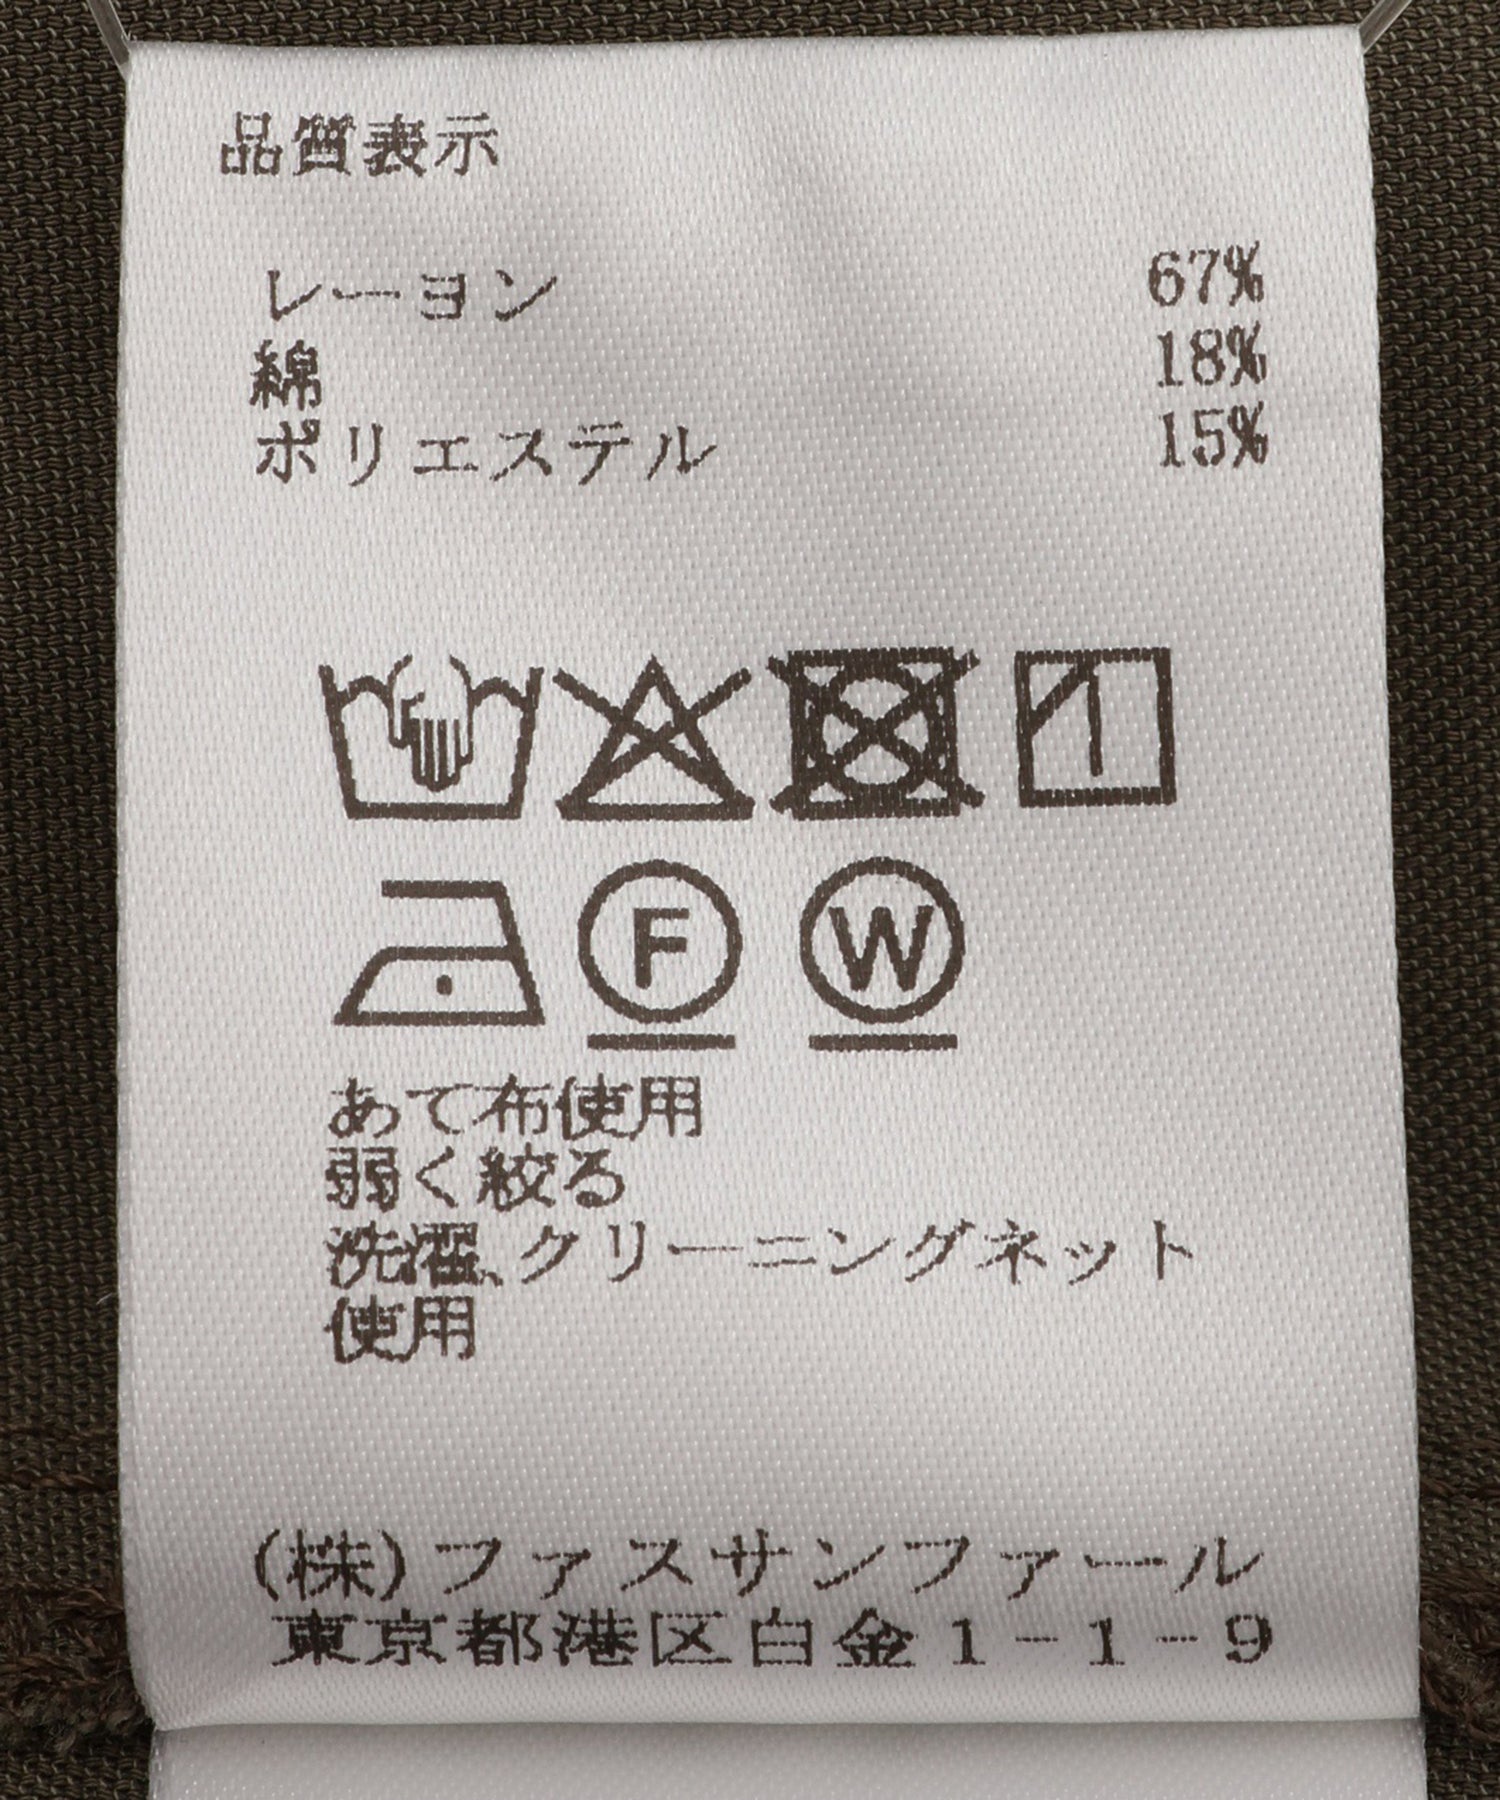 品質表示
レーヨン 67%
綿 18%
ポリエステル 15%
F W
あて布使用
弱く絞る
洗濯、クリーニングネット
使用
(株)ファスサンファール
東京都港区白金1-1-9